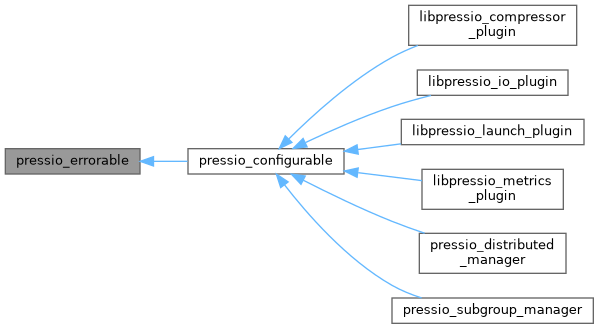 libpressio_compressor
_plugin
libpressio_io_plugin
libpressio_launch_plugin
pressio_errorable
pressio_configurable
libpressio_metrics
_plugin
pressio_distributed
_manager
pressio_subgroup_manager